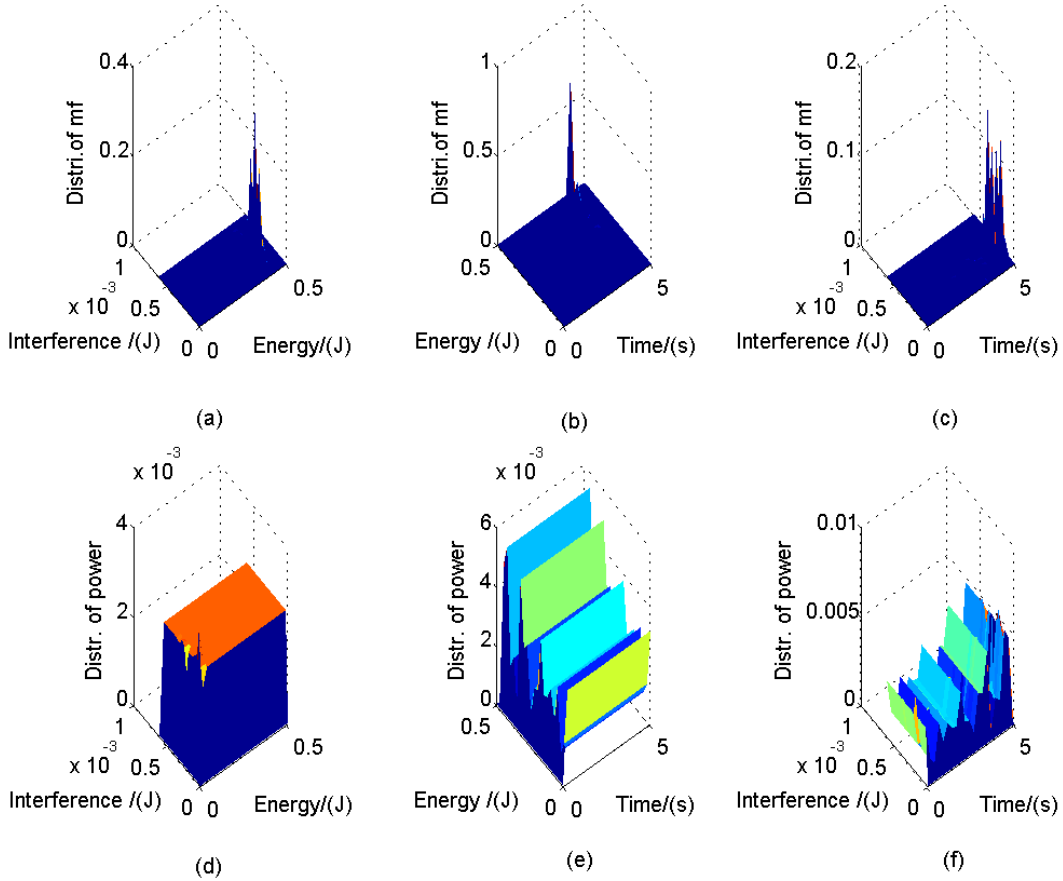 0.4
0.2
0
Distri.of mf
1
0.5
0
x 10-3
Interference /(J)
0
0.5
Energy/(J)
(a)
1
0.5
0
Distri.of mf
0.5
0
Energy /(J)
0
5
Time/(s)
(b)
0.2
0.1
0
Distri.of mf
1
0.5
0
x 10-3
Interference /(J)
0
5
Time/(s)
(c)
x 10-3
4
2
0
Distr. of power
1
0.5
0
x 10-3
Interference /(J)
0
0.5
Energy/(J)
(d)
x 10-3
6
4
2
0
Distr. of power
0.5
0
Energy /(J)
0
5
Time/(s)
(e)
0.01
0.005
0
Distr. of power
1
0.5
0
x 10-3
Interference /(J)
0
5
Time/(s)
(f)